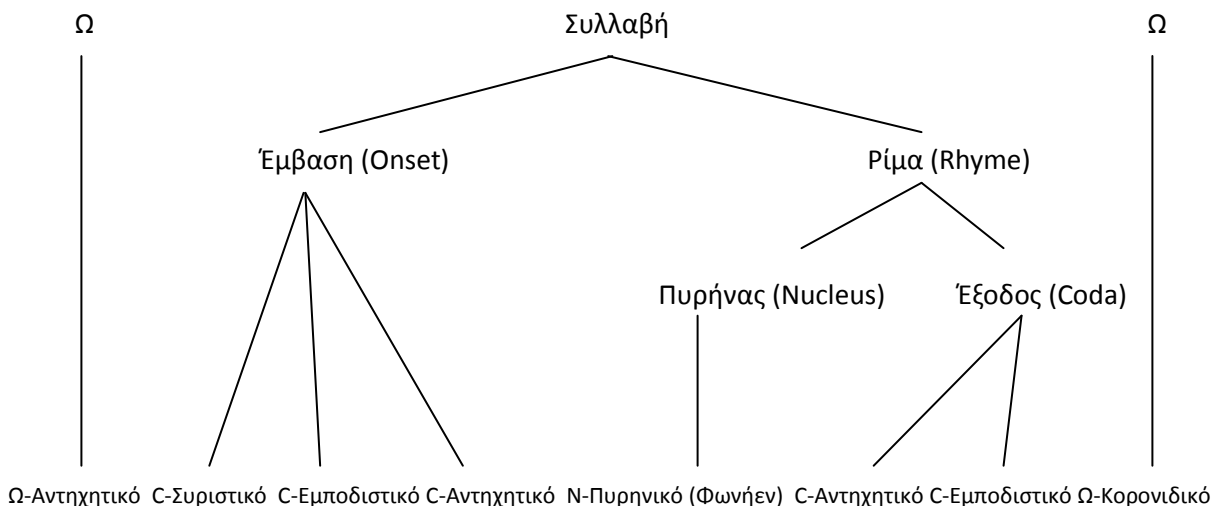 Ω Συλλαβή Ω
Έμβαση (Onset) Ρίμα (Rhyme)
Πυρήνας (Nucleus) Έξοδος (Coda)
Ω-Αντηχητικό C-Συριστικό C-Εμποδιστικό C-Αντηχητικό Ν-Πυρηνικό (Φωνήεν) C-Αντηχητικό C-Εμποδιστικό Ω-Κορονιδικό